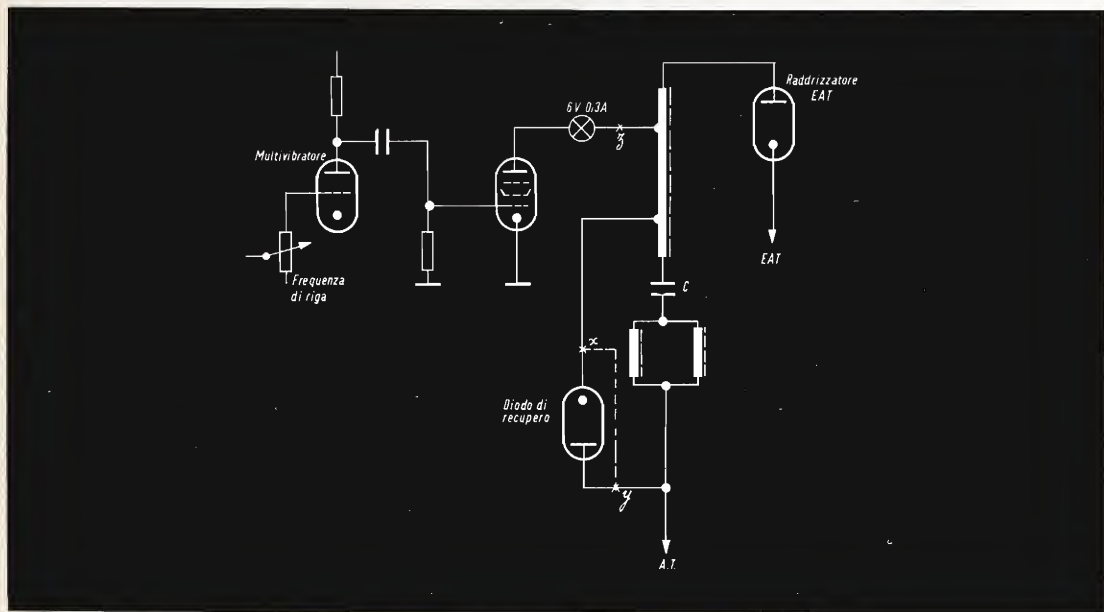 Raddrizzatore
EAT
6V 0,3A
z
Multivibratore
EAT
Frequenza
di riga
C
x
Diodo di
recupero
y
A.T.